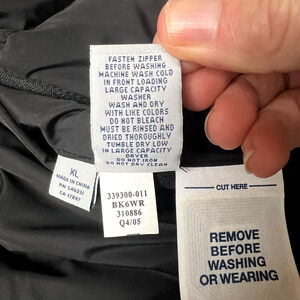 FASTEN ZIPPER
BEFORE WASHING
MACHINE WASH COLD
IN FRONT LOADING
LARGE CAPACITY
WASHER
WASH AND DRY
WITH LIKE COLORS
DO NOT BLEACH
MUST BE RINSED AND
DRIED THOROUGHLY
TUMBLE DRY LOW
IN LARGE CAPACITY
DRYER
DO NOT IRON
DO NOT DRY CLEAN
XL
MADE IN CHINA
339300-011
BK6WR
310886
Q4/05
CUT HERE
REMOVE
BEFORE
WASHING
OR WEARING